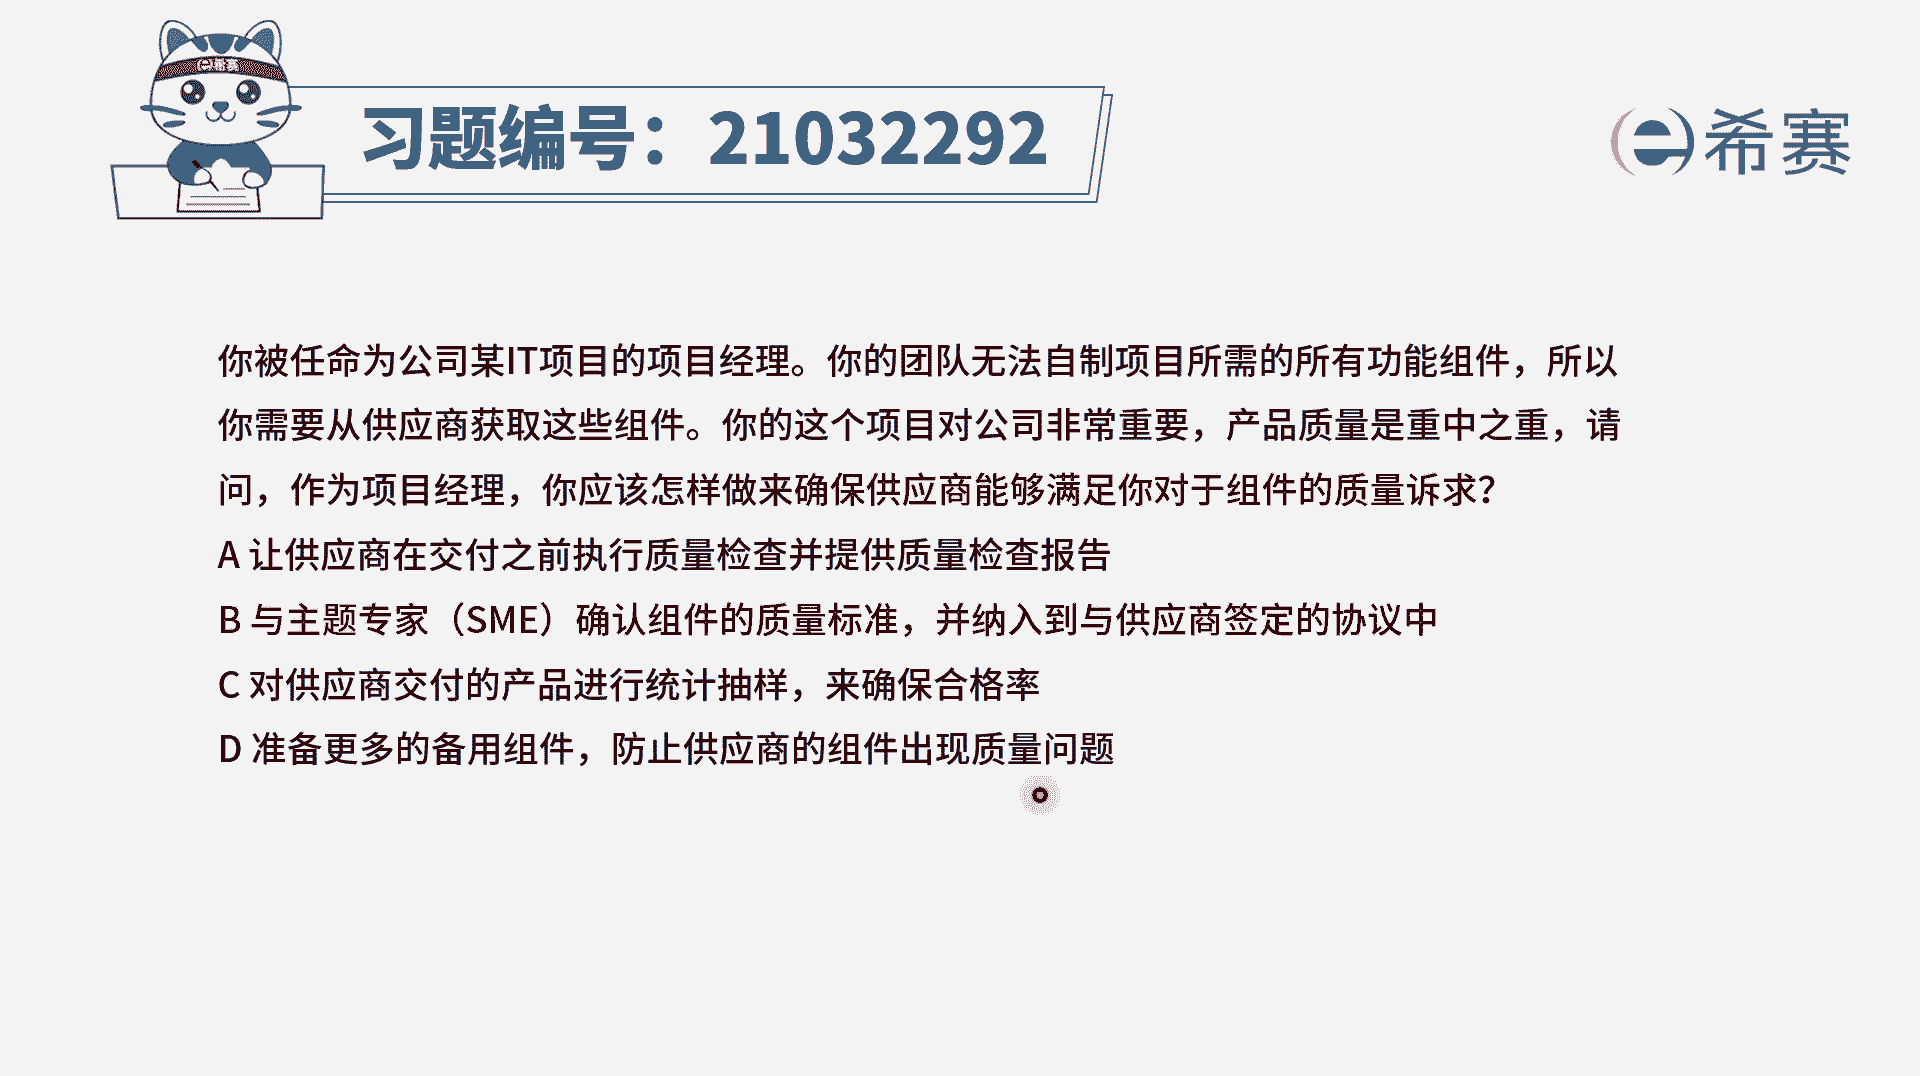 希赛
习题编号：21032292
希赛
你被任命为公司某IT项目的项目经理。你的团队无法自制项目所需的所有功能组件，所以
你需要从供应商获取这些组件。你的这个项目对公司非常重要，产品质量是重中之重，请
问，作为项目经理，你应该怎样做来确保供应商能够满足你对于组件的质量诉求？
A 让供应商在交付之前执行质量检查并提供质量检查报告
B 与主题专家（SME）确认组件的质量标准，并纳入到与供应商签定的协议中
C 对供应商交付的产品进行统计抽样，来确保合格率
D 准备更多的备用组件，防止供应商的组件出现质量问题